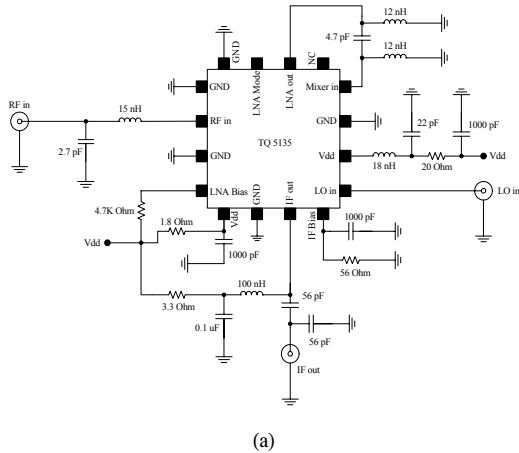 12 nH
4.7 pF
12 nH
GND
LNA Mode
LNA out
NC
GND
Mixer in
RF in
15 nH
2.7 pF
RF in
GND
22 pF
1000 pF
TQ 5135
GND
Vdd
18 nH
20 Ohm
Vdd
LNA Bias
LO in
LO in
Vdd
GND
IF out
IF Bias
4.7K Ohm
1.8 Ohm
1000 pF
1000 pF
Vdd
56 Ohm
100 nH
3.3 Ohm
56 pF
0.1 uF
56 pF
IF out
(a)